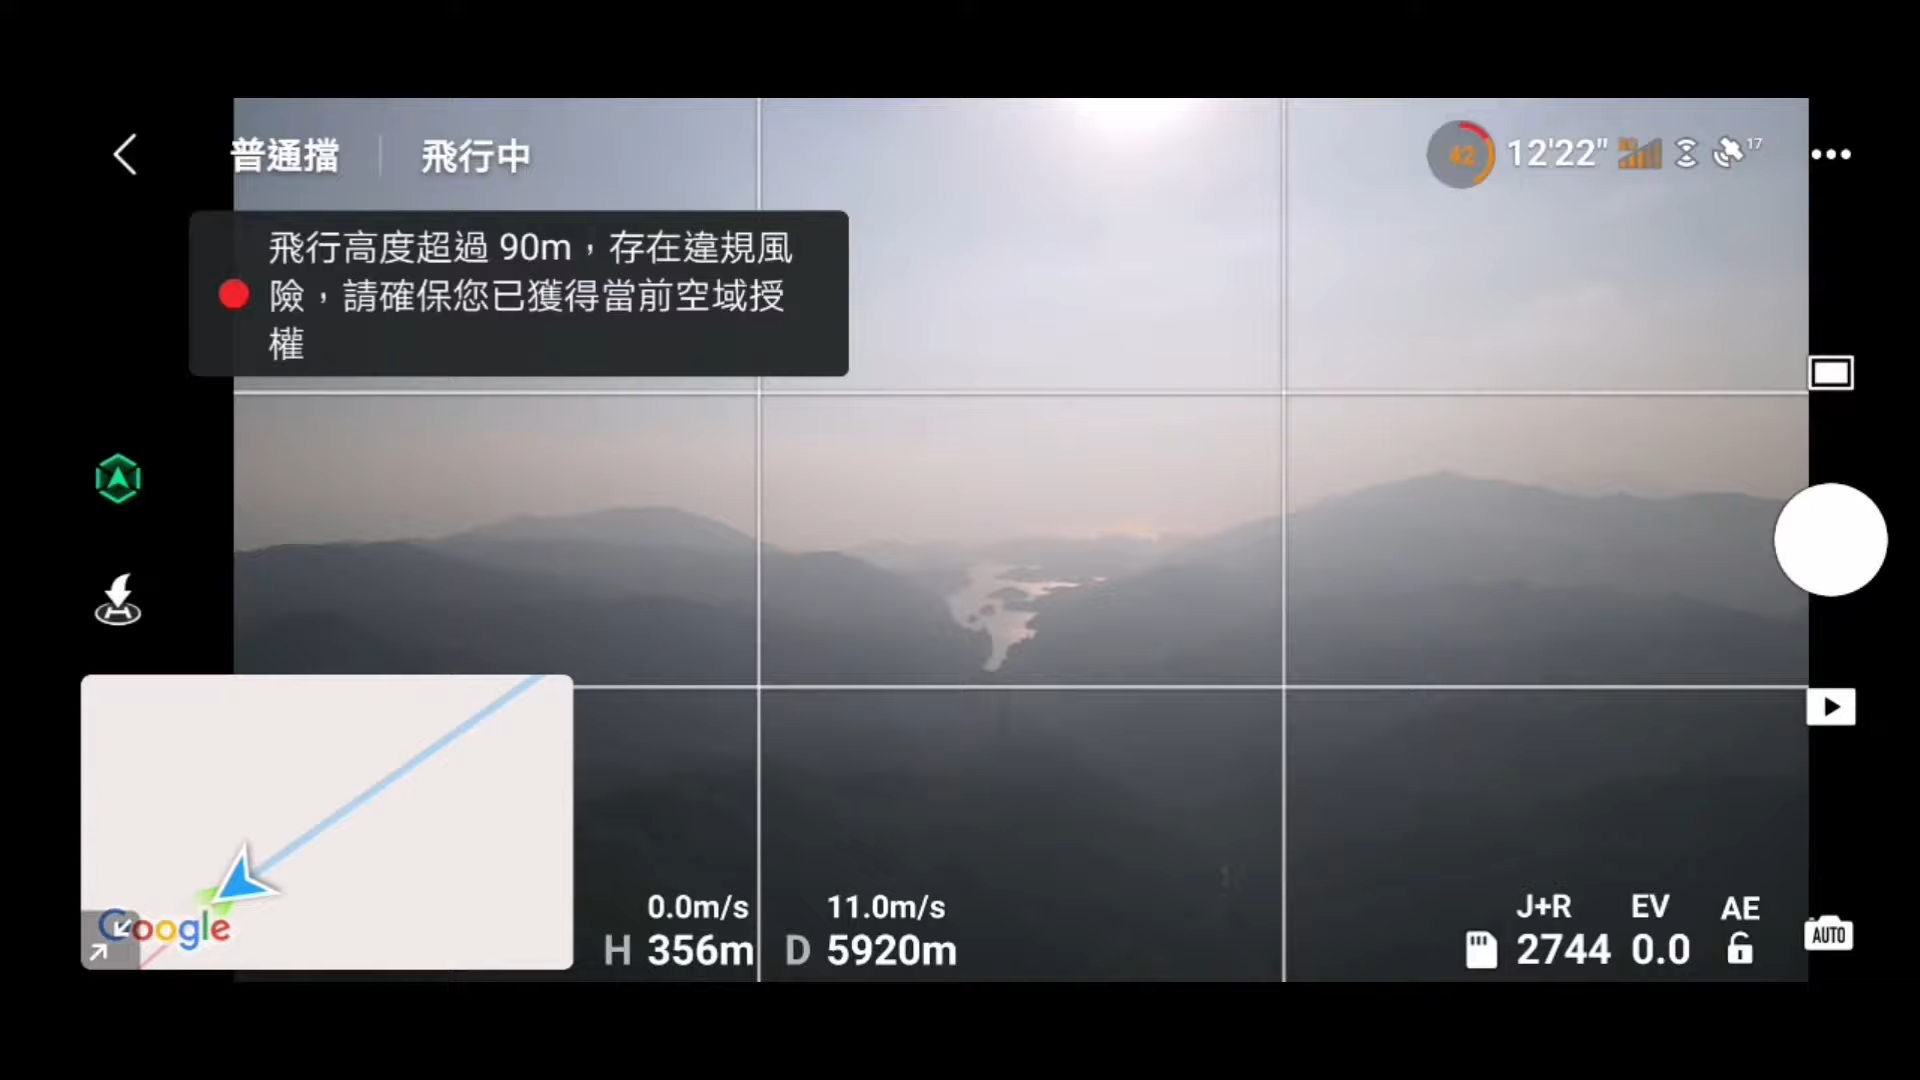 普通擋 飛行中
42 12'22" 17
飛行高度超過 90m，存在違規風
險，請確保您已獲得當前空域授
權
Google
0.0m/s 11.0m/s
H 356m D 5920m
J+R EV AE
2744 0.0
AUTO